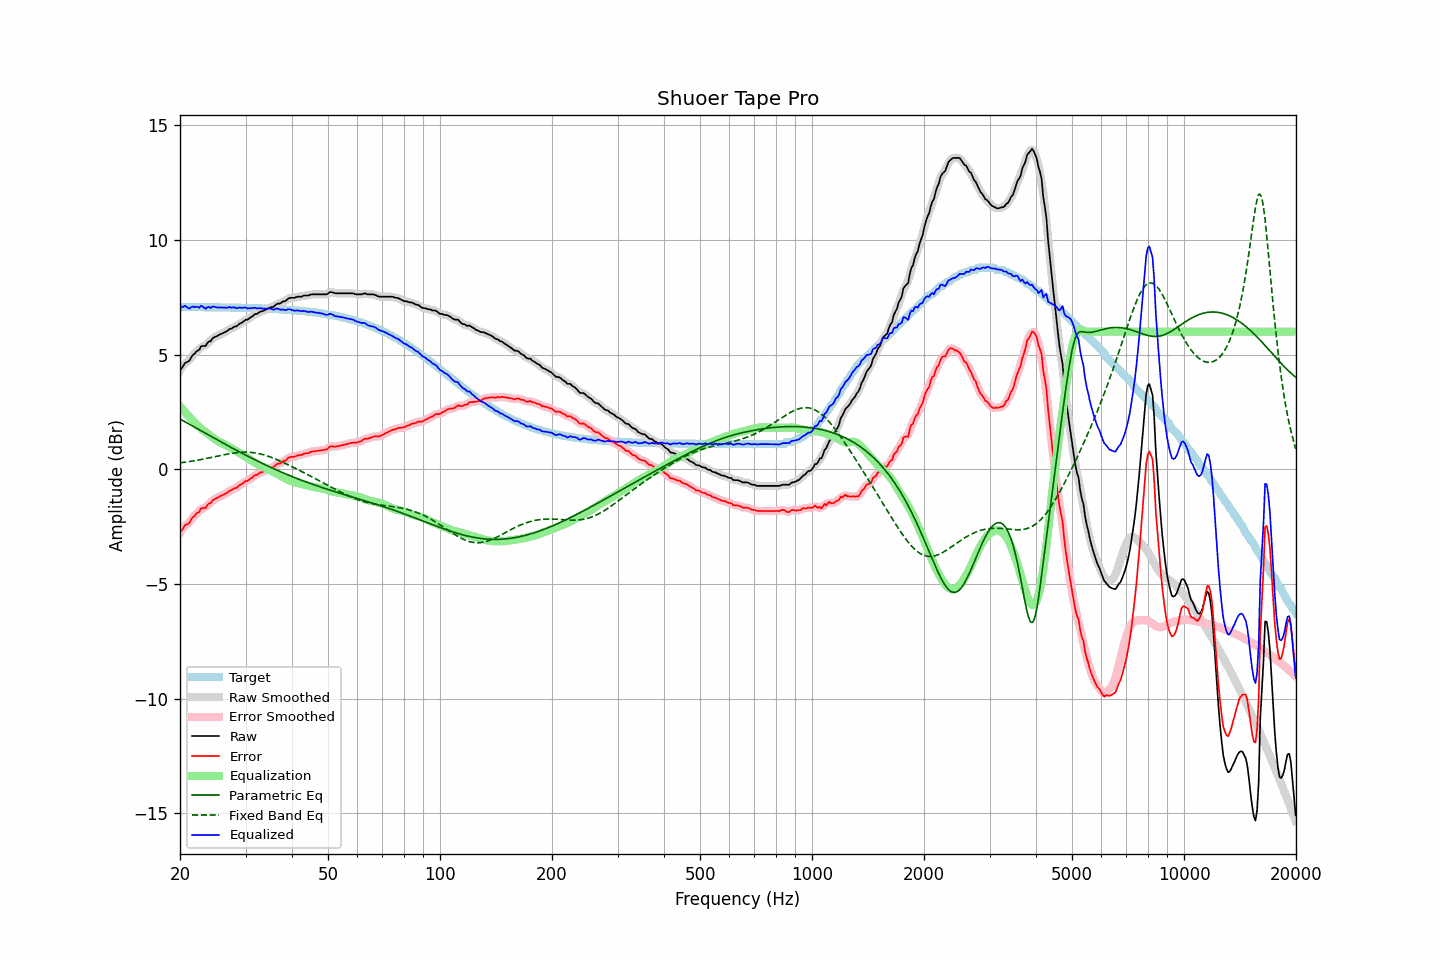 Shuoer Tape Pro
Amplitude (dBr)
15
10
5
0
−5
−10
−15
Target
Raw Smoothed
Error Smoothed
Raw
Error
Equalization
Parametric Eq
Fixed Band Eq
Equalized
20 50 100 200 500 1000 2000 5000 10000 20000
Frequency (Hz)